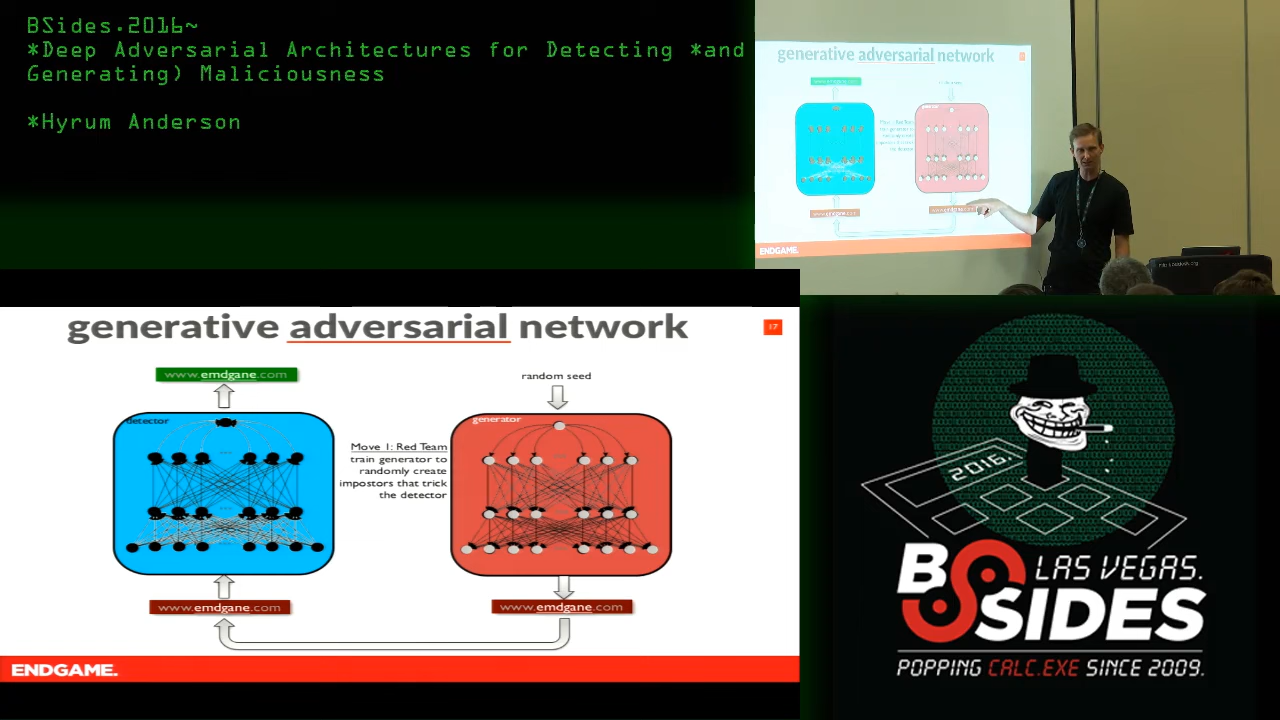 BSides.2016~
*Deep Adversarial Architectures for Detecting *and
Generating) Maliciousness
*Hyrum Anderson
generative adversarial network
ENDGAME.
generative adversarial network
17
www.emdgane.com
random seed
detector
generator
Move 1: Red Team
train generator to
randomly create
impostors that trick
the detector
www.emdgane.com
www.emdgane.com
ENDGAME.
2016.
BSIDES
LAS VEGAS.
POPPING CALC.EXE SINCE 2009.